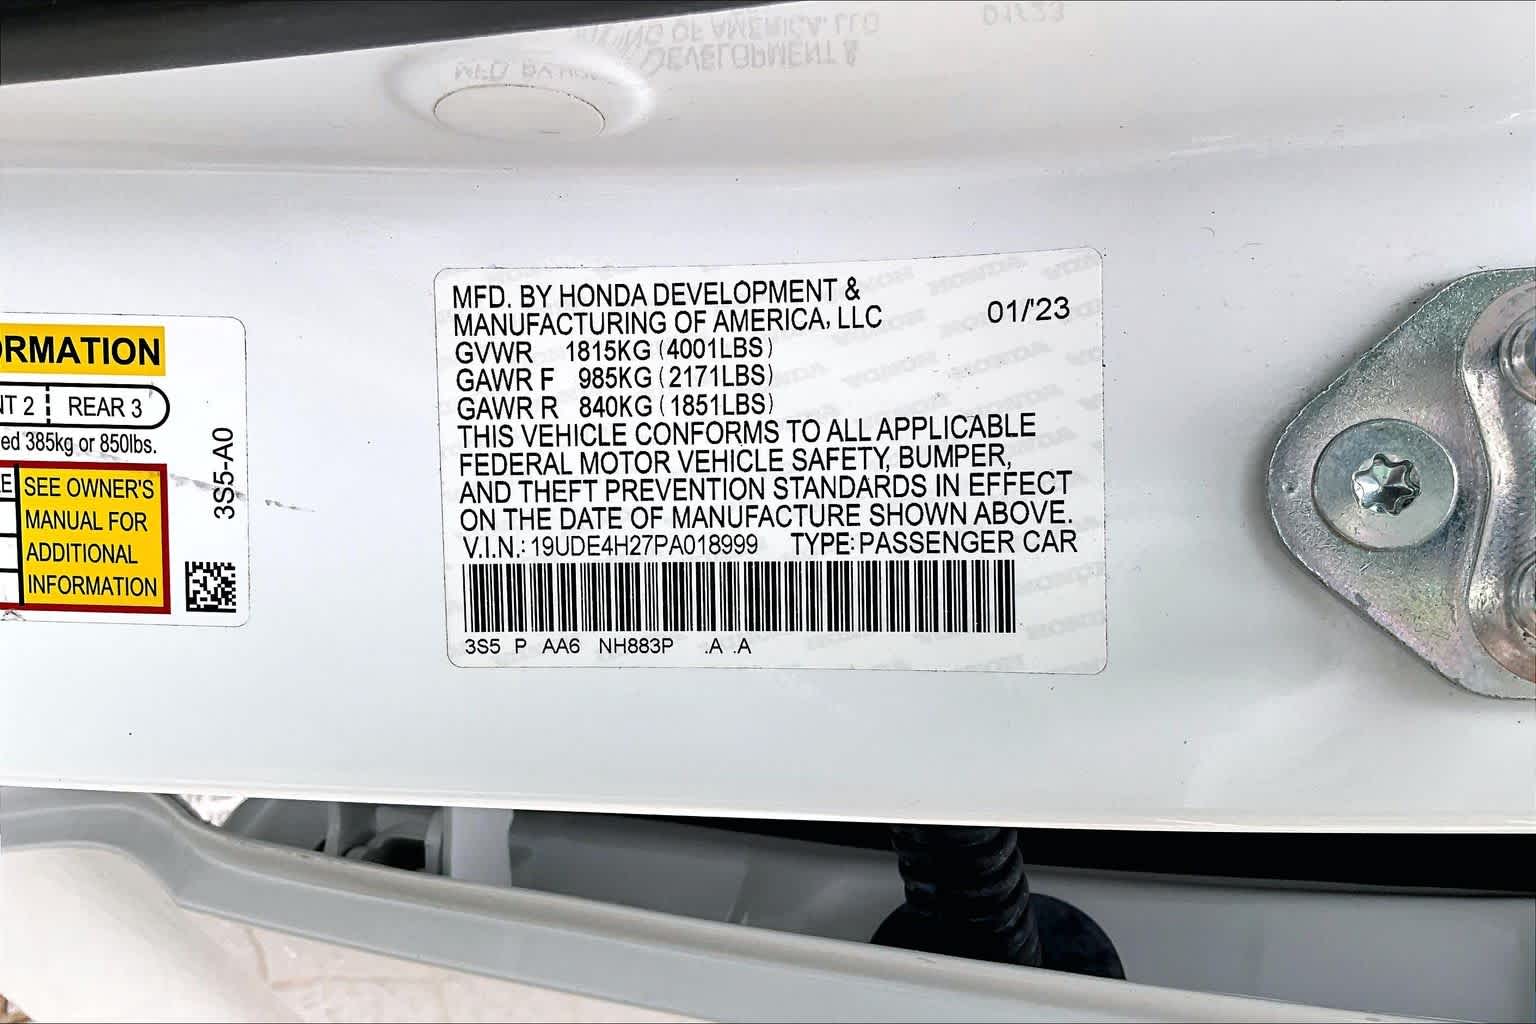 MFD. BY HONDA DEVELOPMENT &
MANUFACTURING OF AMERICA, LLC
01/'23
GVWR 1815KG (4001LBS)
GAWR F 985KG (2171LBS)
GAWR R 840KG (1851LBS)
THIS VEHICLE CONFORMS TO ALL APPLICABLE
FEDERAL MOTOR VEHICLE SAFETY, BUMPER,
AND THEFT PREVENTION STANDARDS IN EFFECT
ON THE DATE OF MANUFACTURE SHOWN ABOVE.
V.I.N.: 19UDE4H27PA018999 TYPE: PASSENGER CAR
3S5 P AA6 NH883P .A .A
REAR 3
385kg or 850lbs.
SEE OWNER'S
MANUAL FOR
ADDITIONAL
INFORMATION
3S5-A0